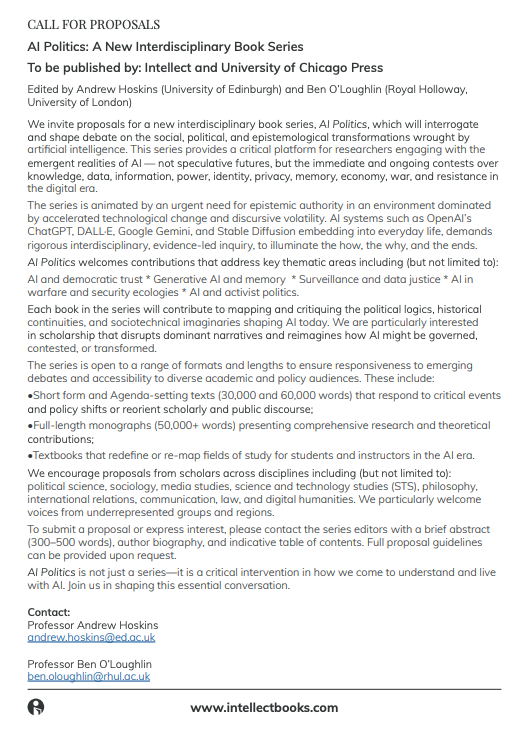 CALL FOR PROPOSALS
AI Politics: A New Interdisciplinary Book Series
To be published by: Intellect and University of Chicago Press
Edited by Andrew Hoskins (University of Edinburgh) and Ben O'Loughlin (Royal Holloway,
University of London)
We invite proposals for a new interdisciplinary book series, AI Politics, which will interrogate
and shape debate on the social, political, and epistemological transformations wrought by
artificial intelligence. This series provides a critical platform for researchers engaging with the
emergent realities of AI — not speculative futures, but the immediate and ongoing contests over
knowledge, data, information, power, identity, privacy, memory, economy, war, and resistance in
the digital era.
The series is animated by an urgent need for epistemic authority in an environment dominated
by accelerated technological change and discursive volatility. AI systems such as OpenAI's
ChatGPT, DALL·E, Google Gemini, and Stable Diffusion embedding into everyday life, demands
rigorous interdisciplinary, evidence-led inquiry, to illuminate the how, the why, and the ends.
AI Politics welcomes contributions that address key thematic areas including (but not limited to):
AI and democratic trust * Generative AI and memory * Surveillance and data justice * AI in
warfare and security ecologies * AI and activist politics.
Each book in the series will contribute to mapping and critiquing the political logics, historical
continuities, and sociotechnical imaginaries shaping AI today. We are particularly interested
in scholarship that disrupts dominant narratives and reimagines how AI might be governed,
contested, or transformed.
The series is open to a range of formats and lengths to ensure responsiveness to emerging
debates and accessibility to diverse academic and policy audiences. These include:
•Short form and Agenda-setting texts (30,000 and 60,000 words) that respond to critical events
and policy shifts or reorient scholarly and public discourse;
•Full-length monographs (50,000+ words) presenting comprehensive research and theoretical
contributions;
•Textbooks that redefine or re-map fields of study for students and instructors in the AI era.
We encourage proposals from scholars across disciplines including (but not limited to):
political science, sociology, media studies, science and technology studies (STS), philosophy,
international relations, communication, law, and digital humanities. We particularly welcome
voices from underrepresented groups and regions.
To submit a proposal or express interest, please contact the series editors with a brief abstract
(300–500 words), author biography, and indicative table of contents. Full proposal guidelines
can be provided upon request.
AI Politics is not just a series—it is a critical intervention in how we come to understand and live
with AI. Join us in shaping this essential conversation.
Contact:
Professor Andrew Hoskins
andrew.hoskins@ed.ac.uk
Professor Ben O'Loughlin
ben.oloughlin@rhul.ac.uk
www.intellectbooks.com